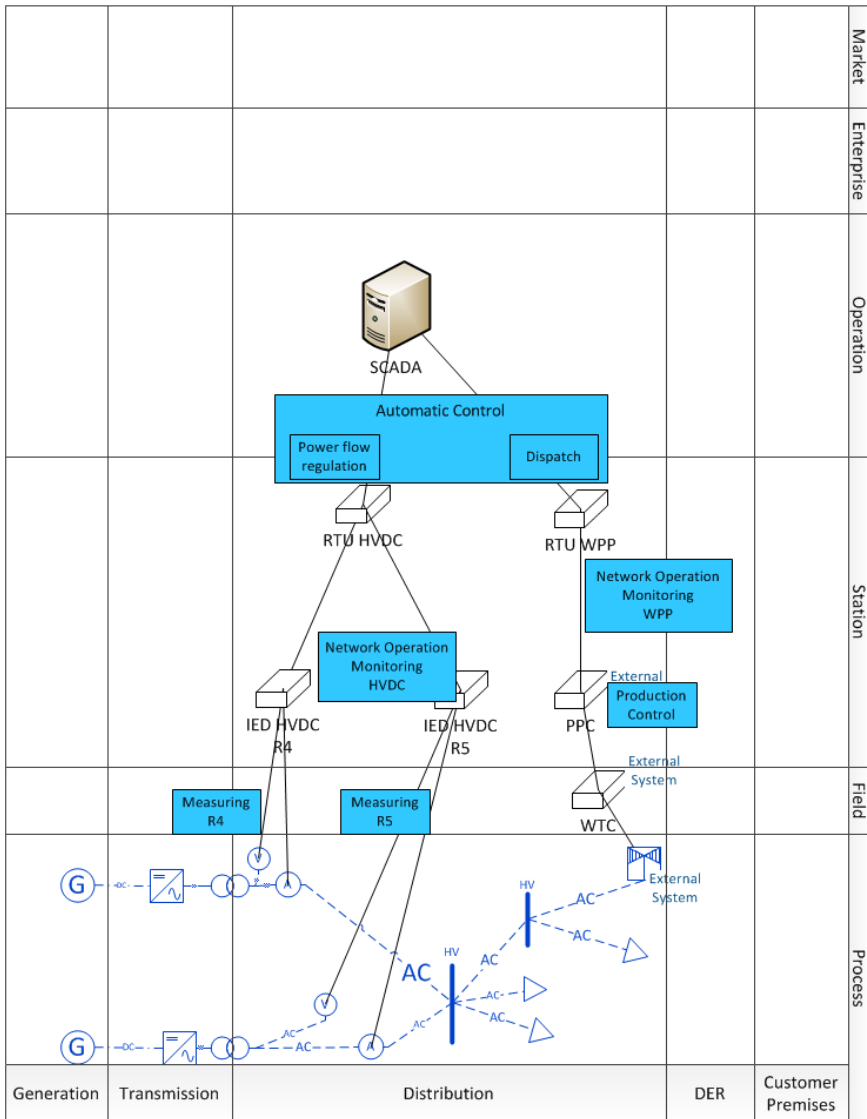 Market
Enterprise
Operation
SCADA
Automatic Control
Power flow
regulation
Dispatch
Station
RTU HVDC
RTU WPP
Network Operation
Monitoring
WPP
Network Operation
Monitoring
HVDC
External
Production
Control
IED HVDC
R4
IED HVDC
R5
PPC
Field
External
System
Measuring
R4
Measuring
R5
WTC
Process
V
G
DC
A
HV
External
System
AC
AC
HV
AC
AC
V
AC
AC
G
DC
AC
AC
A
AC
Generation
Transmission
Distribution
DER
Customer
Premises